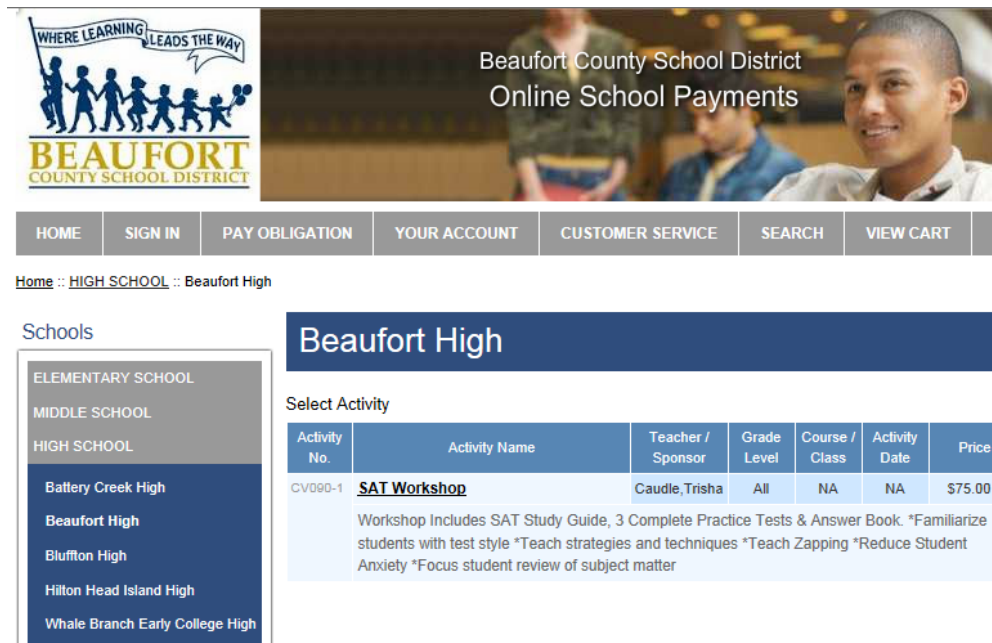 WHERE LEARNING LEADS THE WAY
BEAUFORT
COUNTY SCHOOL DISTRICT
Beaufort County School District
Online School Payments
HOME SIGN IN PAY OBLIGATION YOUR ACCOUNT CUSTOMER SERVICE SEARCH VIEW CART
Home :: HIGH SCHOOL :: Beaufort High
Schools
ELEMENTARY SCHOOL
MIDDLE SCHOOL
HIGH SCHOOL
Battery Creek High
Beaufort High
Bluffton High
Hilton Head Island High
Whale Branch Early College High
Beaufort High
Select Activity
Activity No. Activity Name Teacher / Sponsor Grade Level Course / Class Activity Date Price
CV090-1 SAT Workshop Caudle,Trisha All NA NA $75.00
Workshop Includes SAT Study Guide, 3 Complete Practice Tests & Answer Book. *Familiarize
students with test style *Teach strategies and techniques *Teach Zapping *Reduce Student
Anxiety *Focus student review of subject matter